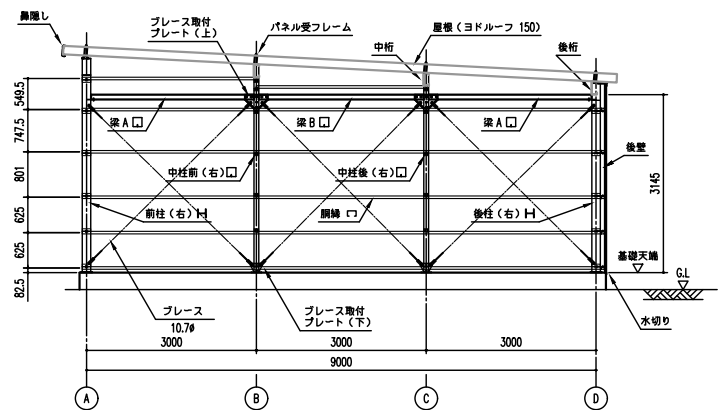 鼻隠し
ブレース取付
プレート（上）
パネル受フレーム
中桁
屋根（ヨドルーフ 150）
後桁
549.5
747.5
801
625
625
82.5
梁A
梁B
梁A
中柱前（右）
中柱後（右）
後壁
3145
前柱（右）
胴縁
後柱（右）
基礎天端
G.L
ブレース
10.7φ
ブレース取付
プレート（下）
水切り
3000
3000
3000
9000
A
B
C
D